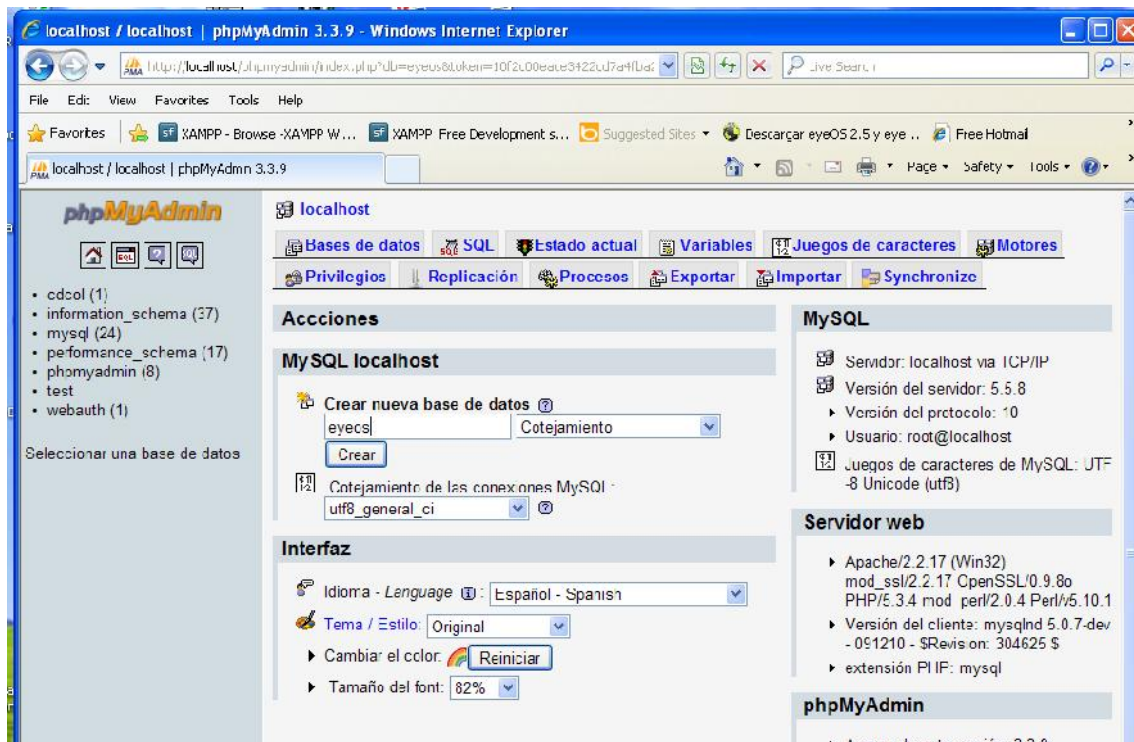 localhost / localhost | phpMyAdmin 3.3.9 - Windows Internet Explorer
File Edit View Favorites Tools Help
Favorites XAMPP - Browse -XAMPP W... XAMPP Free Development s... Suggested Sites Descarçar eyeOS 2.5 y eye .. Free Hotmail
localhost / localhost | phpMyAdmn 3.3.9 Page Safety Tools
phpMyAdmin
cdcol (1)
information_schema (37)
mysql (24)
performance_schema (17)
phpmyadmin (8)
test
webauth (1)
Seleccionar una base de datos
localhost
Bases de datos SQL Estado actual Variables Juegos de caracteres Motores
Privilegios Replicación Procesos Exportar Importar Synchronize
Accciones
MySQL localhost
Crear nueva base de datos
eyecs Cotejamiento
Crear
Cotejamiento de las conexiones MySQL:
utf8_general_ci
Interfaz
Idioma - Language : Español - Spanish
Tema / Estilo: Original
Cambiar el color: Reiniciar
Tamaño del font: 82%
MySQL
Servidor: localhost via TCP/IP
Versión del servidor: 5.5.8
Versión del protocolo: 10
Usuario: root@localhost
Juegos de caracteres de MySQL: UTF
-8 Unicode (utf8)
Servidor web
Apache/2.2.17 (Win32)
mod_ssl/2.2.17 OpenSSL/0.9.8o
PHP/5.3.4 mod_perl/2.0.4 Perl/v5.10.1
Versión del cliente: mysqlnd 5.0.7-dev
- 091210 - $Revision: 304625 $
extensión PHP: mysql
phpMyAdmin